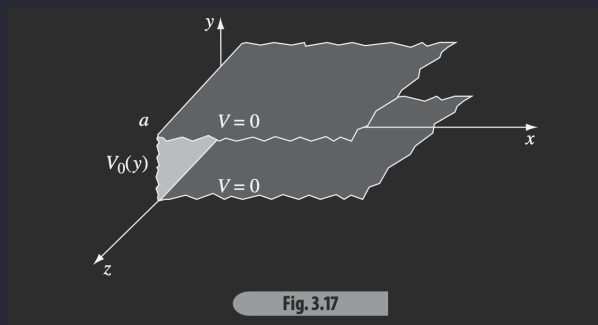 y
a
V = 0
x
V₀(y)
V = 0
z
Fig. 3.17